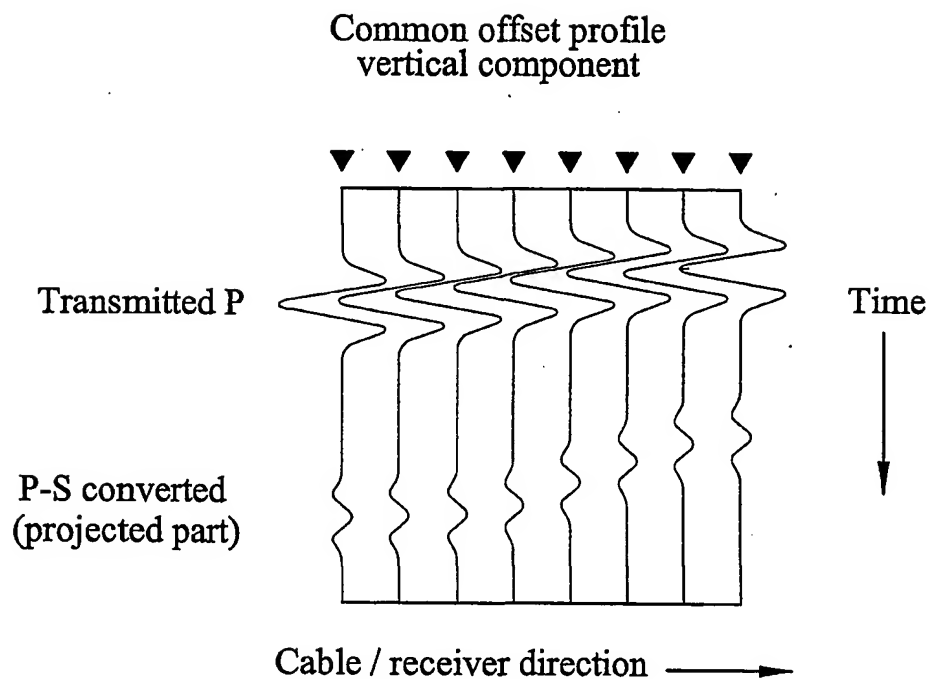 Common offset profile
vertical component
Transmitted P
Time
P-S converted
(projected part)
Cable / receiver direction